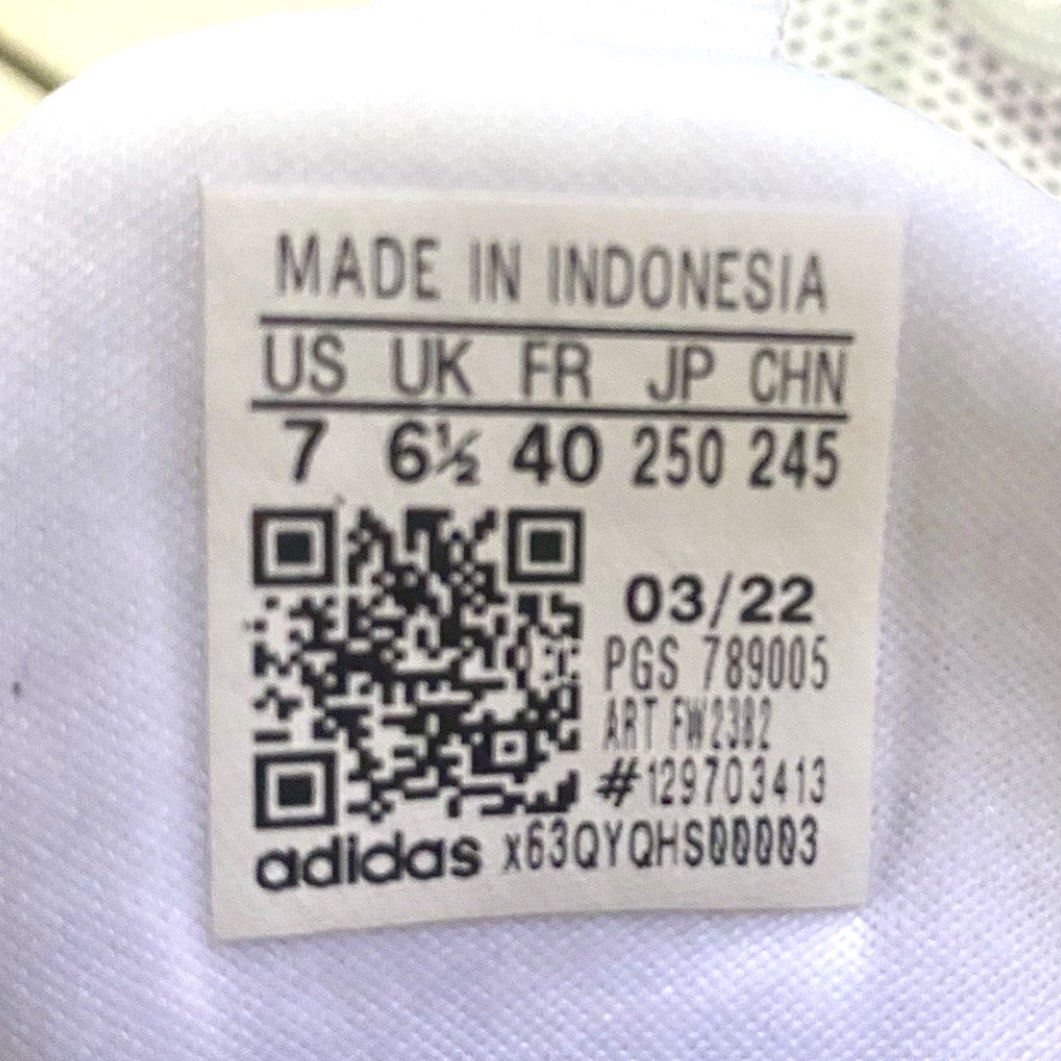 MADE IN INDONESIA
US UK FR JP CHN
7 6½ 40 250 245
03/22
PGS 789005
ART FW2382
#129703413
adidas x63QYQHS00003